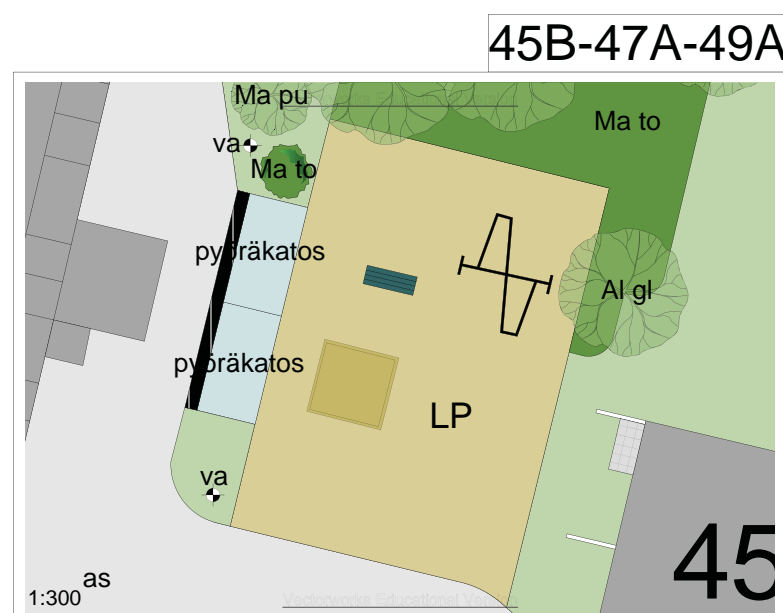 45B-47A-49A
Ma pu
Ma to
va
Ma to
pyöräkatos
Al gl
pyöräkatos
LP
va
45
as
1:300
Vectorworks Educational Version